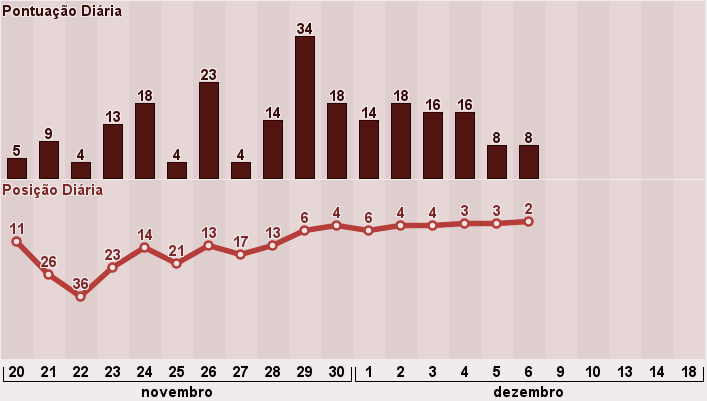 Pontuação Diária
5 9 4 13 18 4 23 4 14 34 18 14 18 16 16 8 8
Posição Diária
11 26 36 23 14 21 13 17 13 6 4 6 4 4 3 3 2
20 21 22 23 24 25 26 27 28 29 30 1 2 3 4 5 6 9 10 13 14 18
novembro dezembro